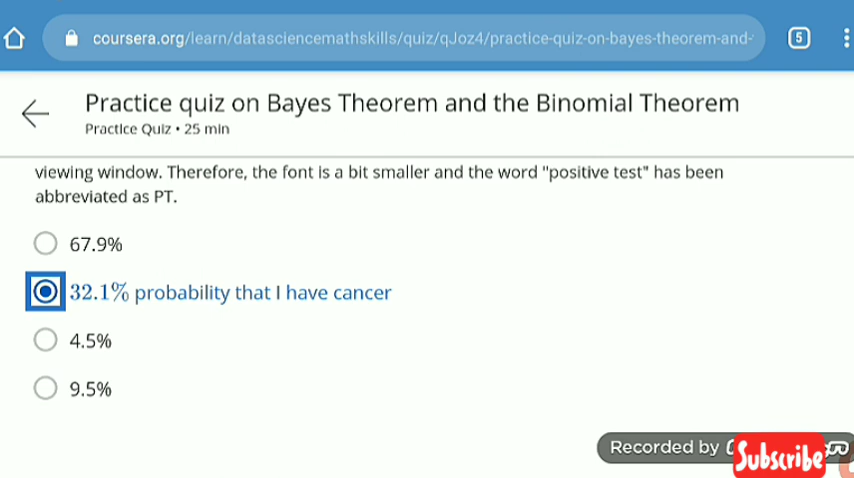 coursera.org/learn/datasciencemathskills/quiz/qJoz4/practice-quiz-on-bayes-theorem-and-
5
Practice quiz on Bayes Theorem and the Binomial Theorem
Practice Quiz • 25 min
viewing window. Therefore, the font is a bit smaller and the word "positive test" has been
abbreviated as PT.
67.9%
32.1% probability that I have cancer
4.5%
9.5%
Recorded by
Subscribe